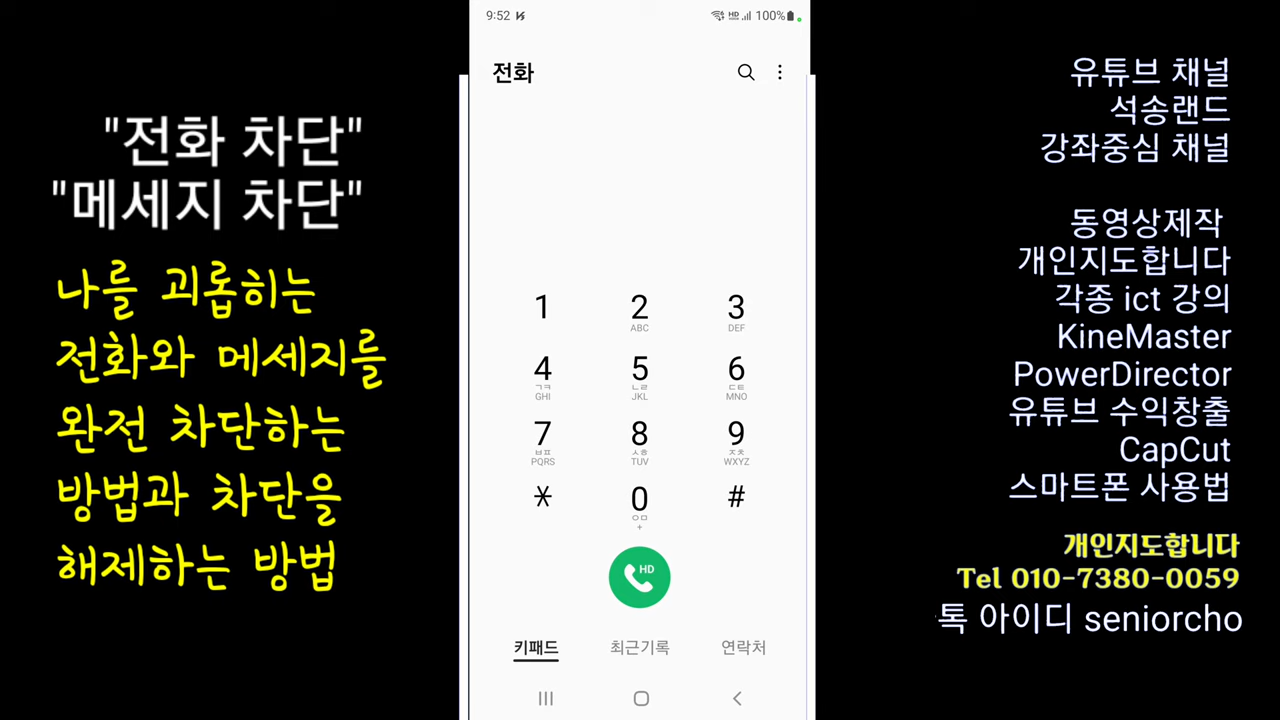 "전화 차단"
"메세지 차단"
나를 괴롭히는
전화와 메세지를
완전 차단하는
방법과 차단을
해제하는 방법
9:52
HD 100%
전화
1 2 3
ABC DEF
4 5 6
ㄱㅋ ㄴㄹ ㄷㅌ
GHI JKL MNO
7 8 9
ㅂㅍ ㅅㅎ ㅈㅊ
PQRS TUV WXYZ
* 0 #
ㅇㅁ
+
HD
키패드 최근기록 연락처
유튜브 채널
석송랜드
강좌중심 채널
동영상제작
개인지도합니다
각종 ict 강의
KineMaster
PowerDirector
유튜브 수익창출
CapCut
스마트폰 사용법
개인지도합니다
Tel 010-7380-0059
톡 아이디 seniorcho